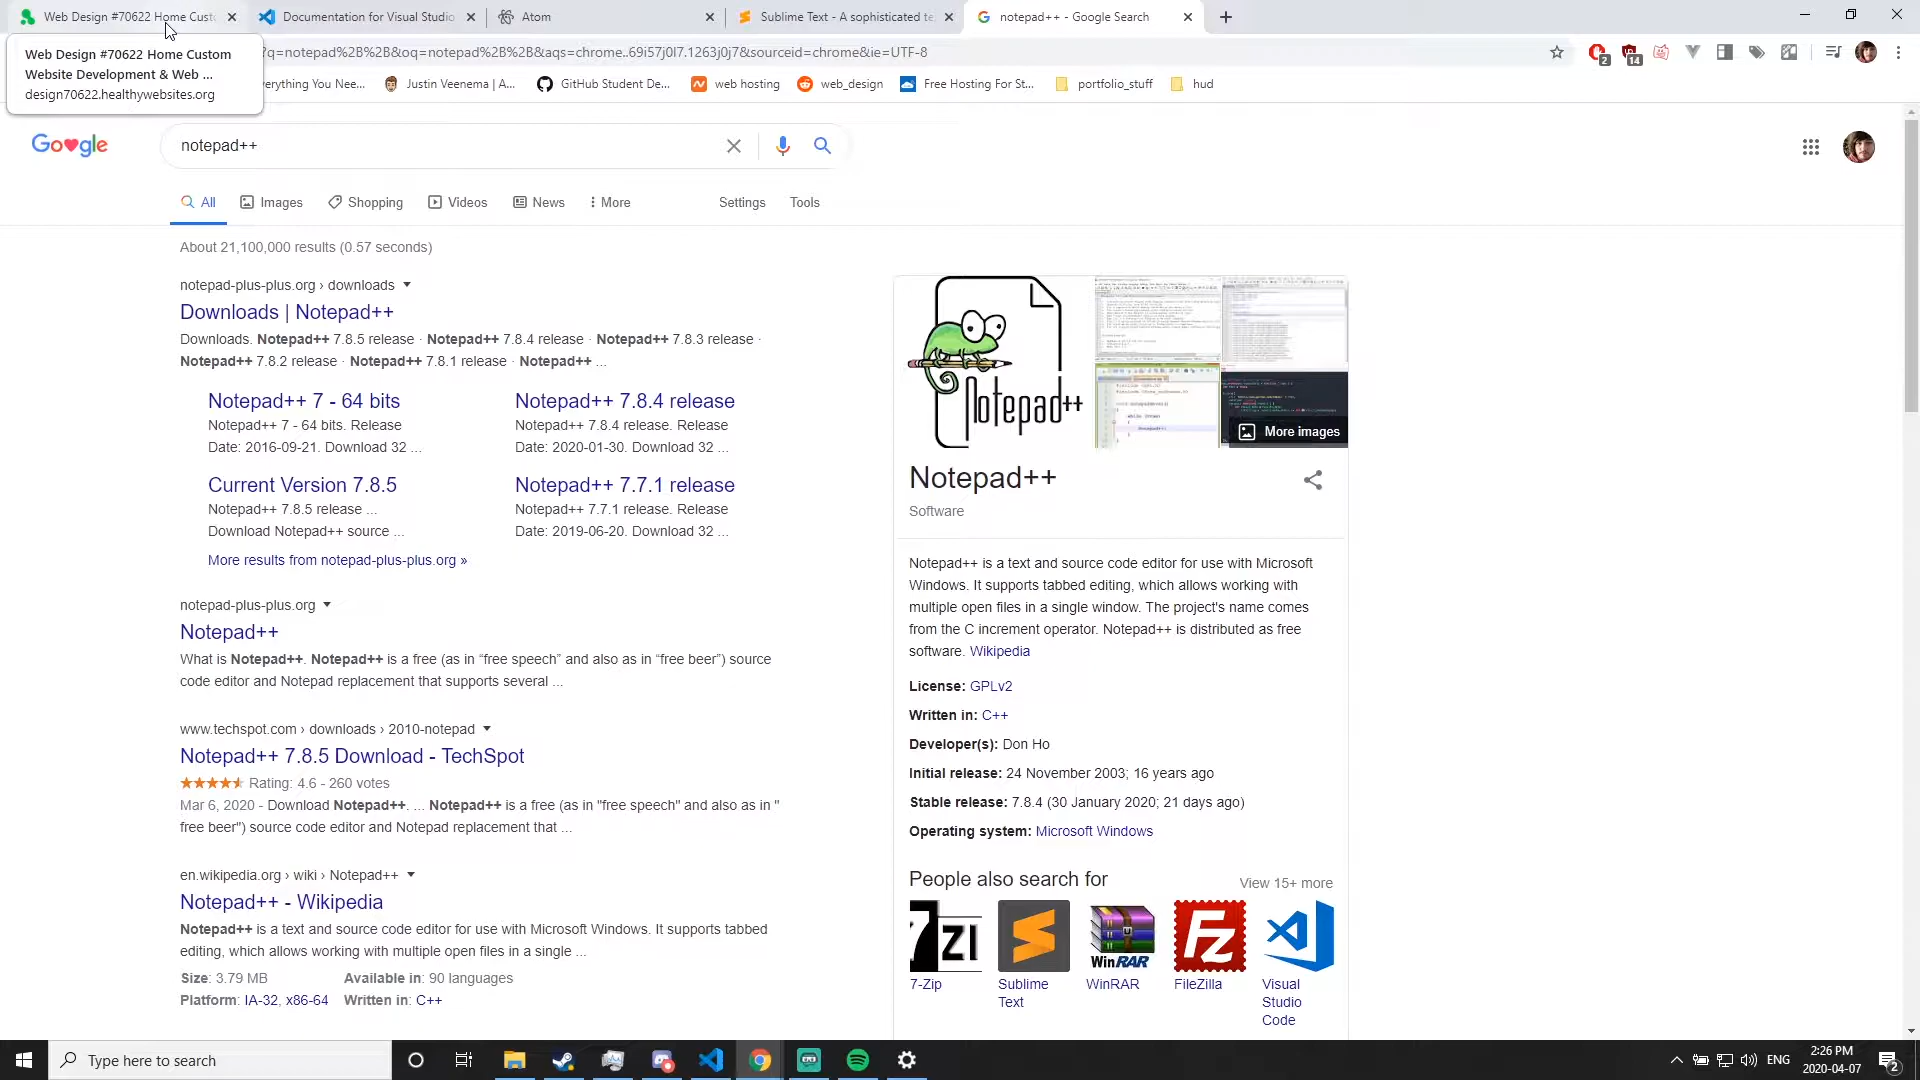 Web Design #70622 Home Cust
Documentation for Visual Studio
Atom
Sublime Text - A sophisticated te
notepad++ - Google Search
Web Design #70622 Home Custom
Website Development & Web ...
design70622.healthywebsites.org
?q=notepad%2B%2B&oq=notepad%2B%2B&aqs=chrome..69i57j0l7.1263j0j7&sourceid=chrome&ie=UTF-8
2
14
verything You Nee...
Justin Veenema | A...
GitHub Student De...
web hosting
web_design
Free Hosting For St...
portfolio_stuff
hud
Google
notepad++
All
Images
Shopping
Videos
News
More
Settings
Tools
About 21,100,000 results (0.57 seconds)
notepad-plus-plus.org › downloads
Downloads | Notepad++
Downloads. Notepad++ 7.8.5 release · Notepad++ 7.8.4 release · Notepad++ 7.8.3 release ·
Notepad++ 7.8.2 release · Notepad++ 7.8.1 release · Notepad++ ...
Notepad++ 7 - 64 bits
Notepad++ 7 - 64 bits. Release
Date: 2016-09-21. Download 32 ...
Notepad++ 7.8.4 release
Notepad++ 7.8.4 release. Release
Date: 2020-01-30. Download 32 ...
Current Version 7.8.5
Notepad++ 7.8.5 release ...
Download Notepad++ source ...
Notepad++ 7.7.1 release
Notepad++ 7.7.1 release. Release
Date: 2019-06-20. Download 32 ...
More results from notepad-plus-plus.org »
notepad-plus-plus.org
Notepad++
What is Notepad++. Notepad++ is a free (as in “free speech” and also as in “free beer”) source
code editor and Notepad replacement that supports several ...
www.techspot.com › downloads › 2010-notepad
Notepad++ 7.8.5 Download - TechSpot
Rating: 4.6 - 260 votes
Mar 6, 2020 - Download Notepad++. ... Notepad++ is a free (as in "free speech" and also as in "
free beer") source code editor and Notepad replacement that ...
en.wikipedia.org › wiki › Notepad++
Notepad++ - Wikipedia
Notepad++ is a text and source code editor for use with Microsoft Windows. It supports tabbed
editing, which allows working with multiple open files in a single ...
Size: 3.79 MB
Available in: 90 languages
Platform: IA-32, x86-64
Written in: C++
Notepad++
More images
Notepad++
Software
Notepad++ is a text and source code editor for use with Microsoft
Windows. It supports tabbed editing, which allows working with
multiple open files in a single window. The project's name comes
from the C increment operator. Notepad++ is distributed as free
software. Wikipedia
License: GPLv2
Written in: C++
Developer(s): Don Ho
Initial release: 24 November 2003; 16 years ago
Stable release: 7.8.4 (30 January 2020; 21 days ago)
Operating system: Microsoft Windows
People also search for
View 15+ more
7ZI
WinRAR
Fz
7-Zip
Sublime
Text
WinRAR
FileZilla
Visual
Studio
Code
Type here to search
ENG
2:26 PM
2020-04-07
2